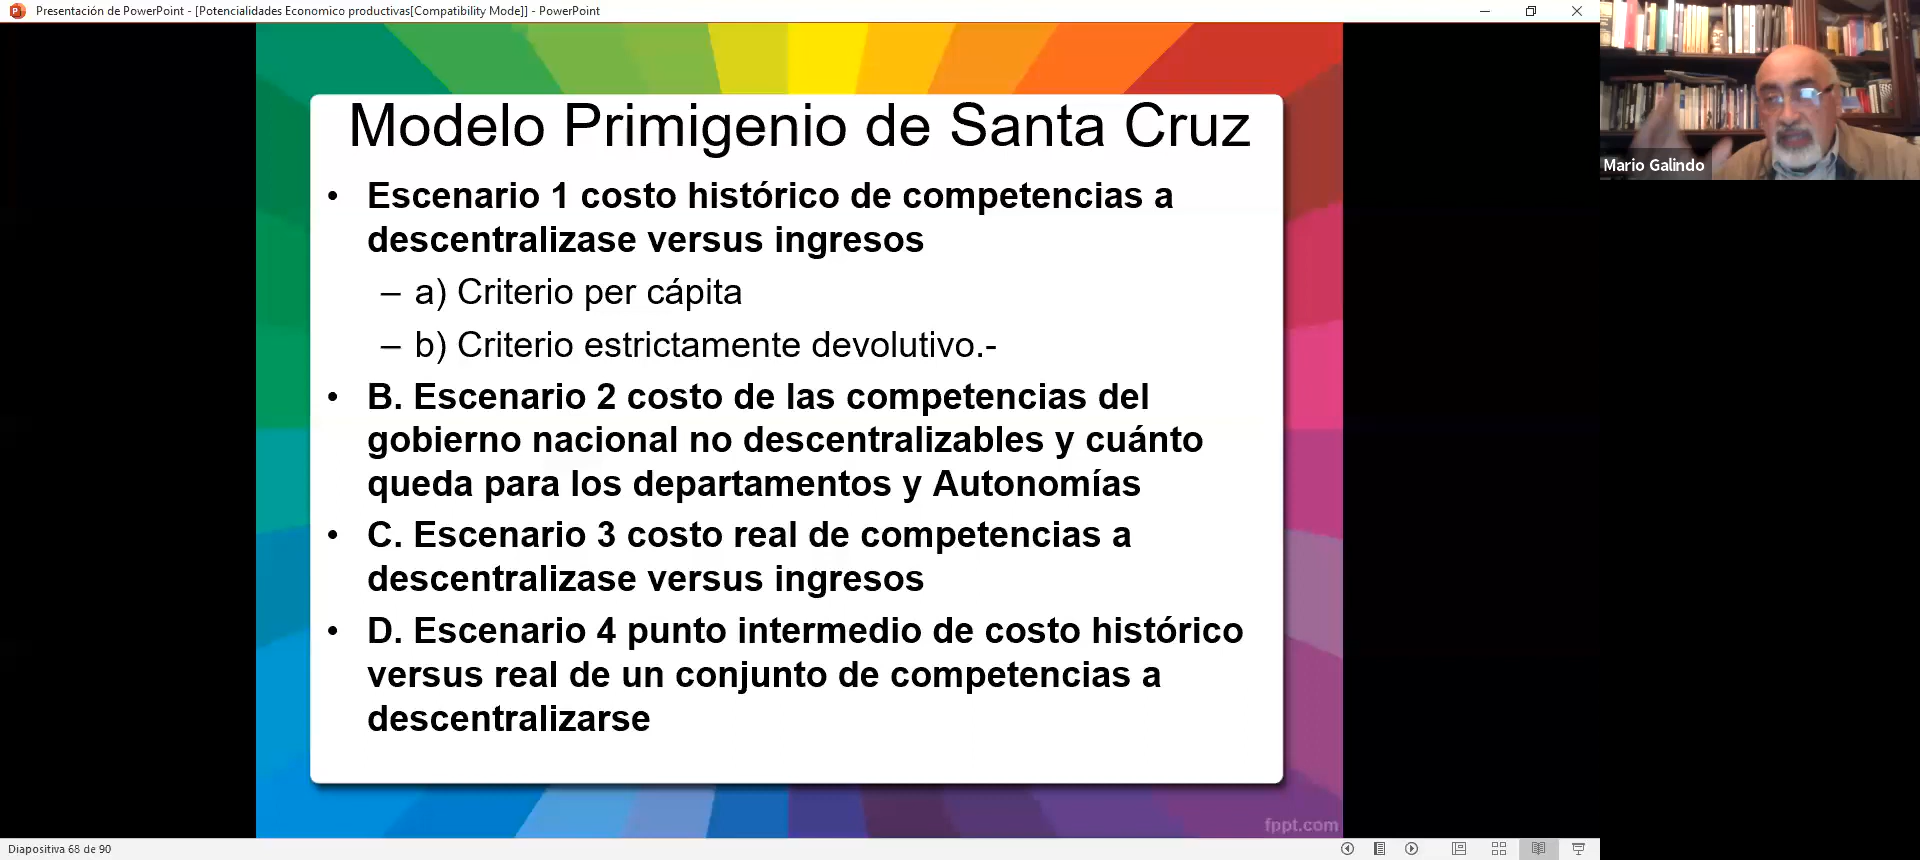 Presentación de PowerPoint - [Potencialidades Economico productivas[Compatibility Mode]] - PowerPoint
Modelo Primigenio de Santa Cruz
• Escenario 1 costo histórico de competencias a
descentralizase versus ingresos
– a) Criterio per cápita
– b) Criterio estrictamente devolutivo.-
• B. Escenario 2 costo de las competencias del
gobierno nacional no descentralizables y cuánto
queda para los departamentos y Autonomías
• C. Escenario 3 costo real de competencias a
descentralizase versus ingresos
• D. Escenario 4 punto intermedio de costo histórico
versus real de un conjunto de competencias a
descentralizarse
fppt.com
Mario Galindo
Diapositiva 68 de 90